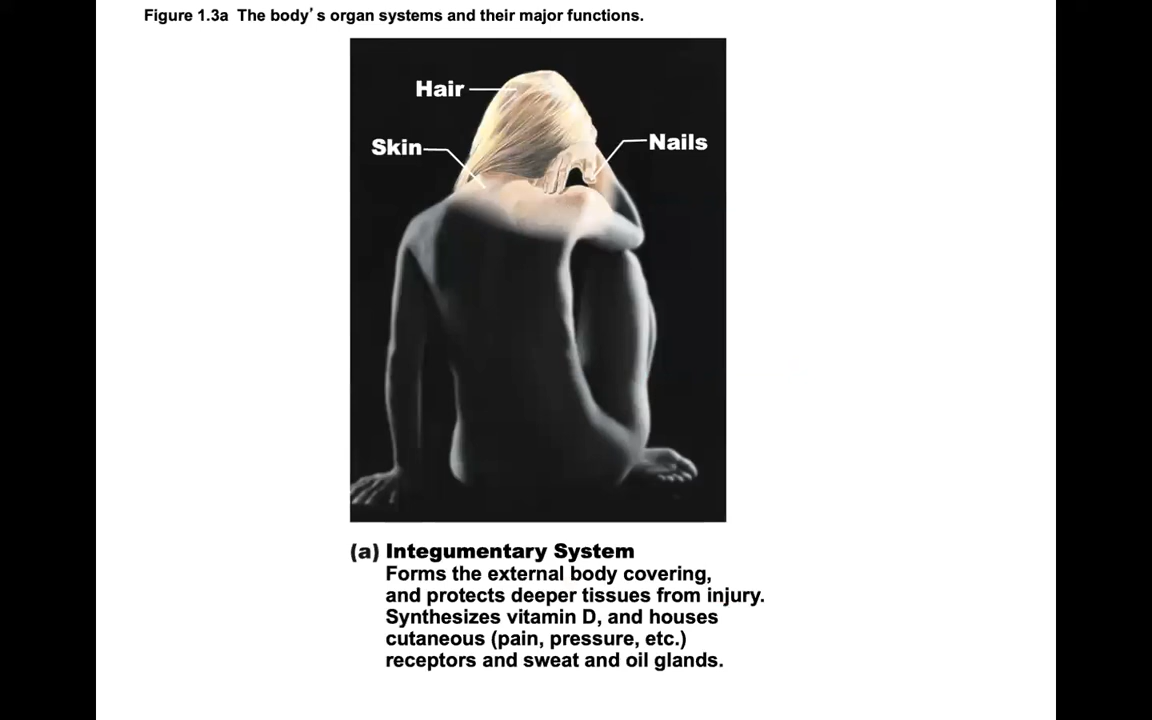 Figure 1.3a  The body’s organ systems and their major functions.
Hair
Skin
Nails
(a) Integumentary System
Forms the external body covering,
and protects deeper tissues from injury.
Synthesizes vitamin D, and houses
cutaneous (pain, pressure, etc.)
receptors and sweat and oil glands.